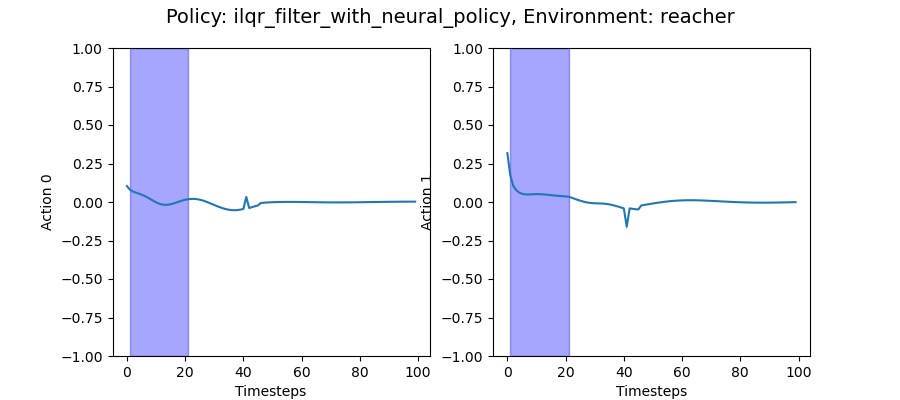 Policy: ilqr_filter_with_neural_policy, Environment: reacher
1.00
0.75
0.50
0.25
0.00
−0.25
−0.50
−0.75
−1.00
Action 0
0 20 40 60 80 100
Timesteps
1.00
0.75
0.50
0.25
0.00
−0.25
−0.50
−0.75
−1.00
Action 1
0 20 40 60 80 100
Timesteps